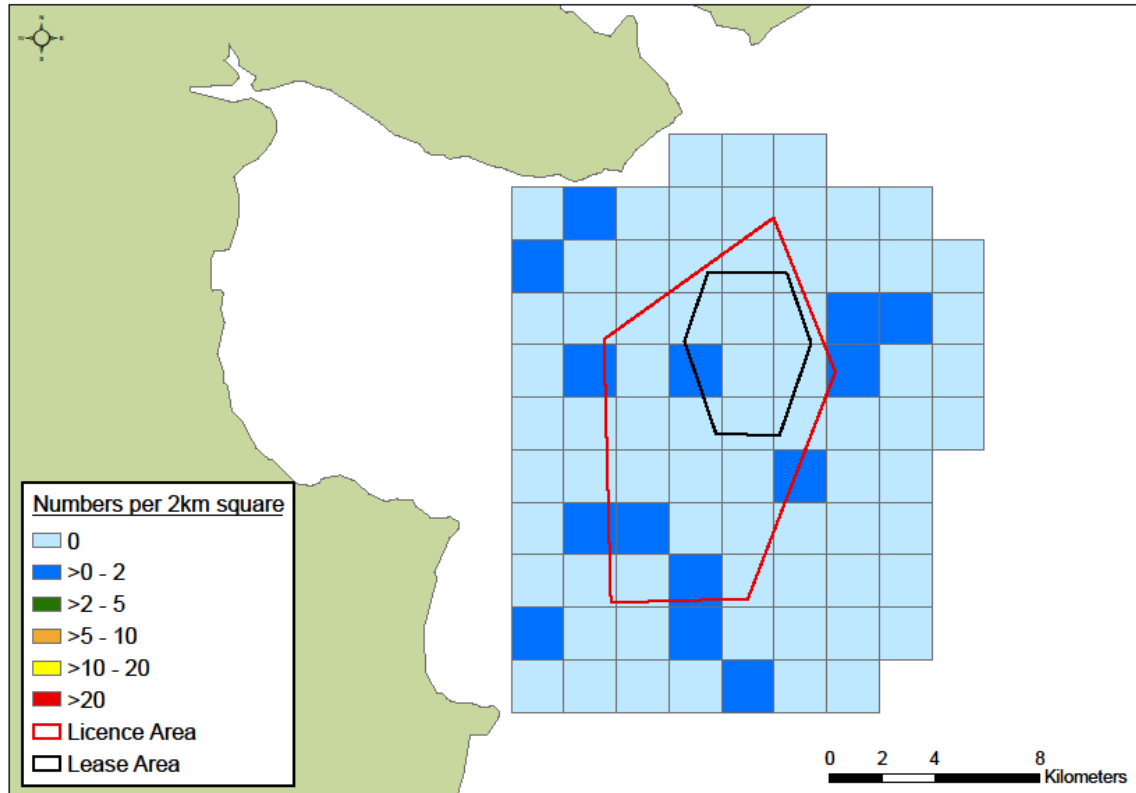 N
E
S
Numbers per 2km square
0
>0 - 2
>2 - 5
>5 - 10
>10 - 20
>20
Licence Area
Lease Area
0 2 4 8
Kilometers